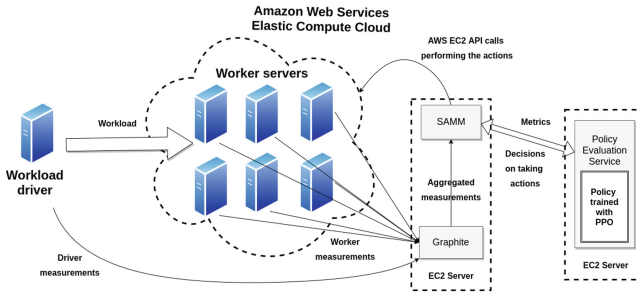 Amazon Web Services
Elastic Compute Cloud
AWS EC2 API calls
performing the actions
Worker servers
Workload
SAMM
Metrics
Policy
Evaluation
Service
Decisions
on taking
actions
Workload
driver
Aggregated
measurements
Policy
trained
with
PPO
Graphite
Worker
measurements
Driver
measurements
EC2 Server
EC2 Server